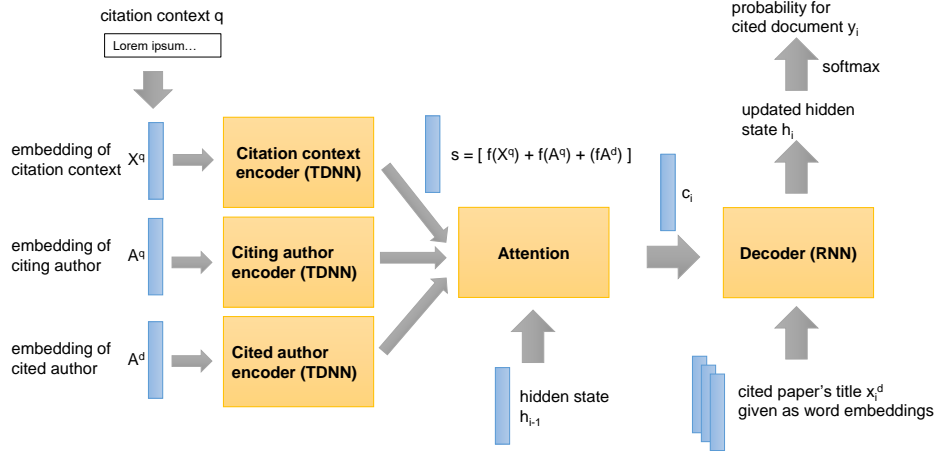 citation context q
Lorem ipsum…
embedding of
citation context
X^q
Citation context
encoder (TDNN)
embedding of
citing author
A^q
Citing author
encoder (TDNN)
embedding of
cited author
A^d
Cited author
encoder (TDNN)
s = [ f(X^q) + f(A^q) + (fA^d) ]
Attention
hidden state
h_{i-1}
c_i
Decoder (RNN)
cited paper's title x_i^d
given as word embeddings
updated hidden
state h_i
softmax
probability for
cited document y_i